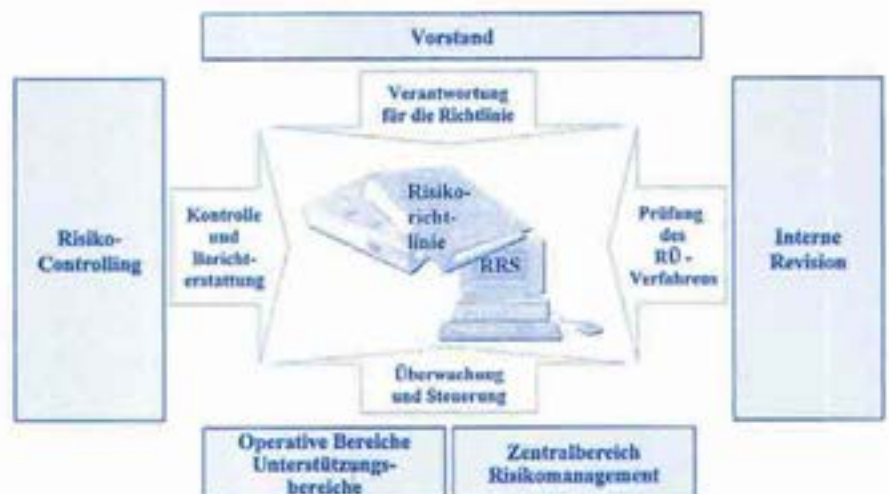 Vorstand
Verantwortung
für die Richtlinie
Risiko-
richt-
linie
RRS
Kontrolle
und
Bericht-
erstattung
Risiko-
Controlling
Prüfung
des
RÜ -
Verfahrens
Interne
Revision
Überwachung
und Steuerung
Operative Bereiche
Unterstützungs-
bereiche
Zentralbereich
Risikomanagement